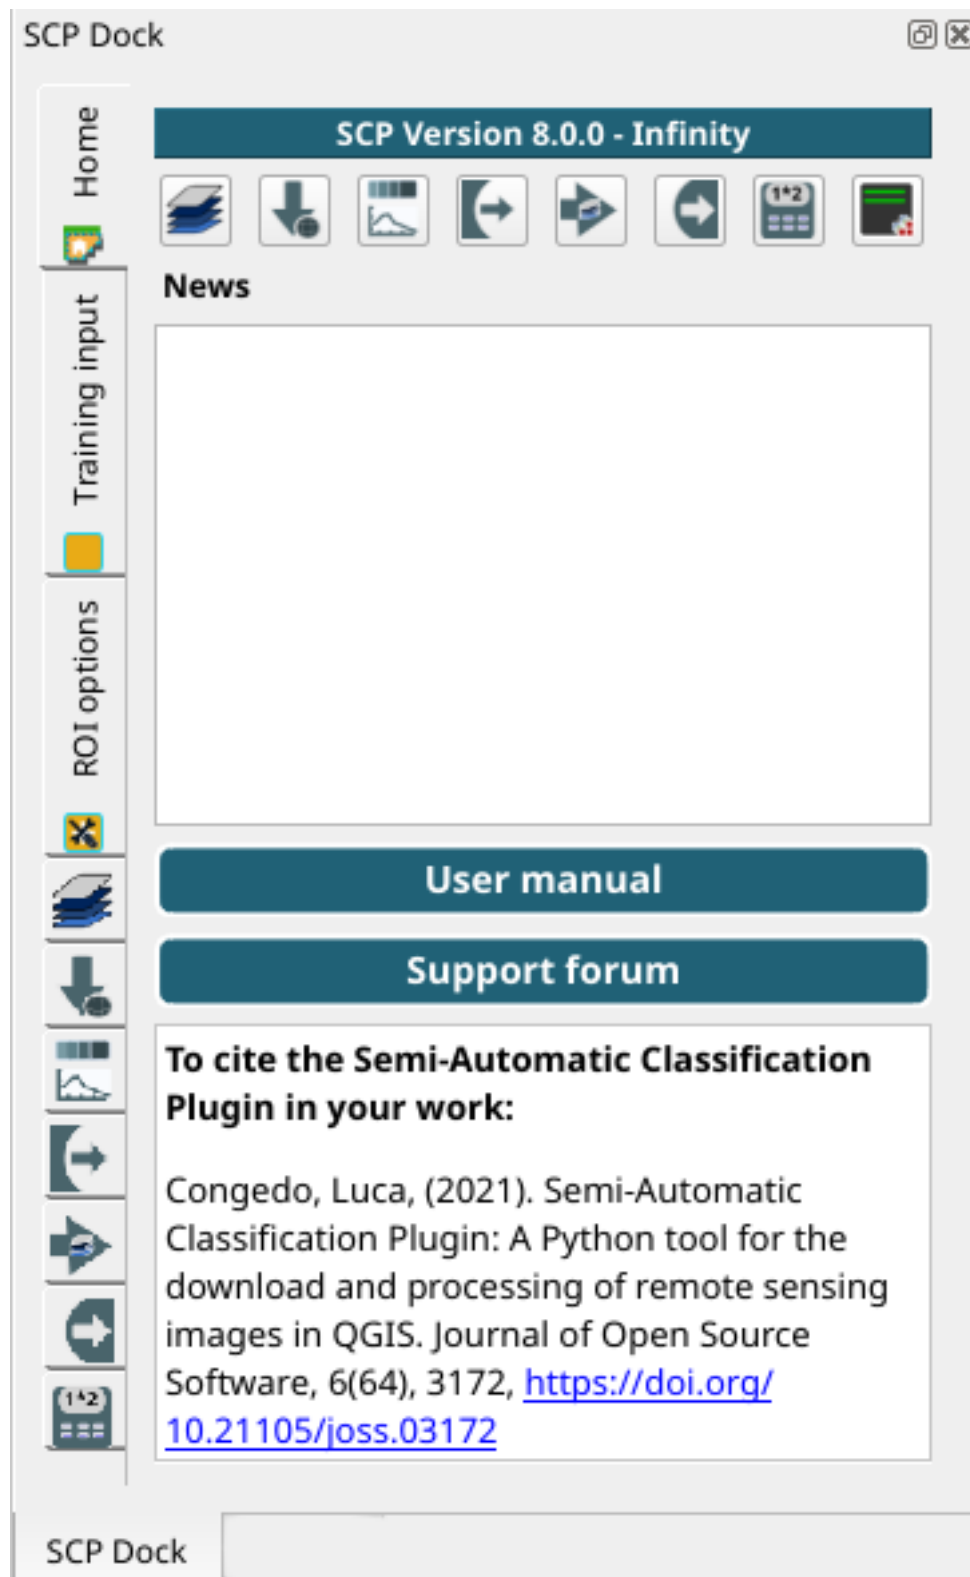 SCP Dock
Home
SCP Version 8.0.0 - Infinity
1*2
News
Training input
ROI options
User manual
Support forum
To cite the Semi-Automatic Classification
Plugin in your work:
Congedo, Luca, (2021). Semi-Automatic
Classification Plugin: A Python tool for the
download and processing of remote sensing
images in QGIS. Journal of Open Source
Software, 6(64), 3172, https://doi.org/
10.21105/joss.03172
1*2
SCP Dock